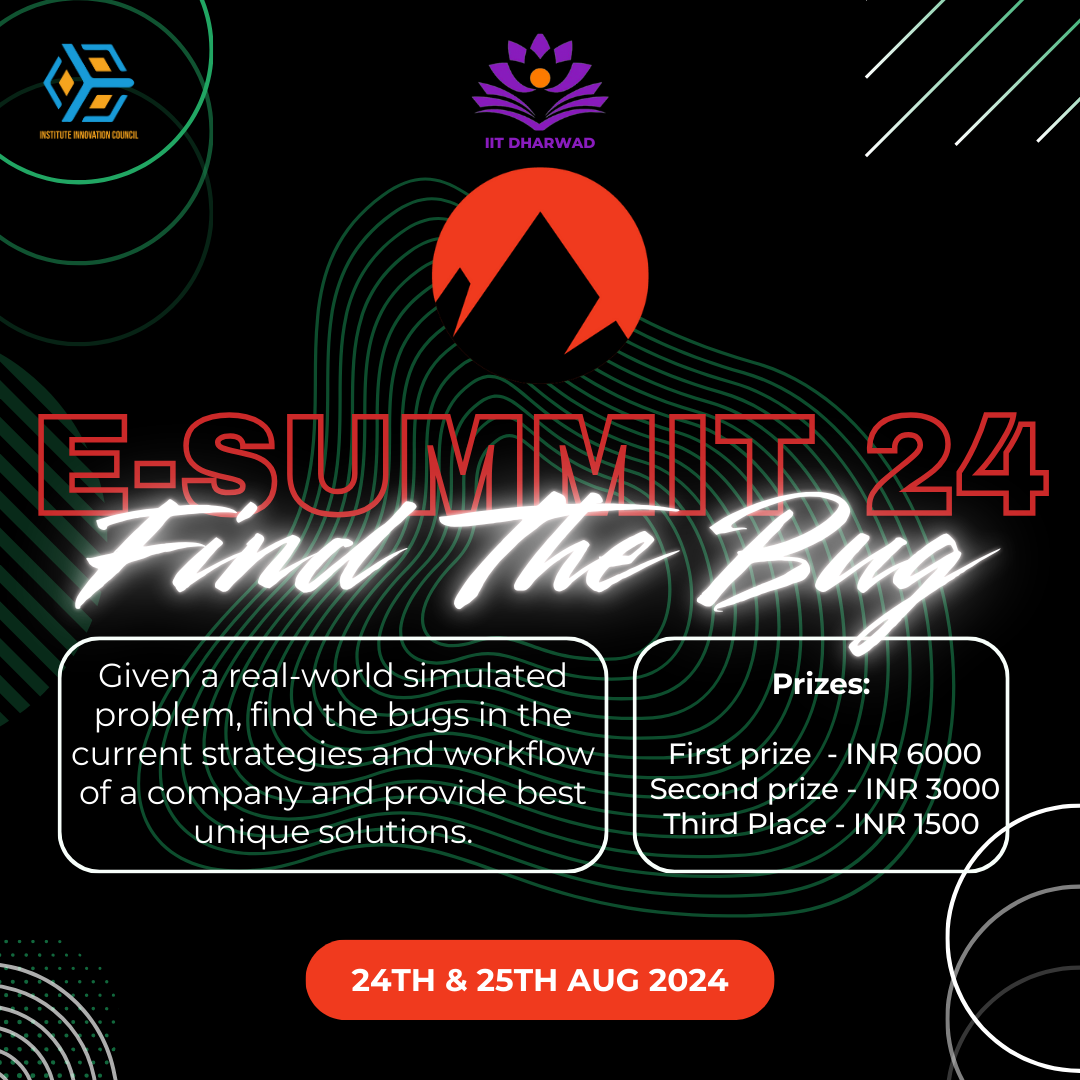 INSTITUTE INNOVATION COUNCIL
IIT DHARWAD
E-SUMMIT 24
Find The Bug
Given a real-world simulated
problem, find the bugs in the
current strategies and workflow
of a company and provide best
unique solutions.
Prizes:
First prize - INR 6000
Second prize - INR 3000
Third Place - INR 1500
24TH & 25TH AUG 2024